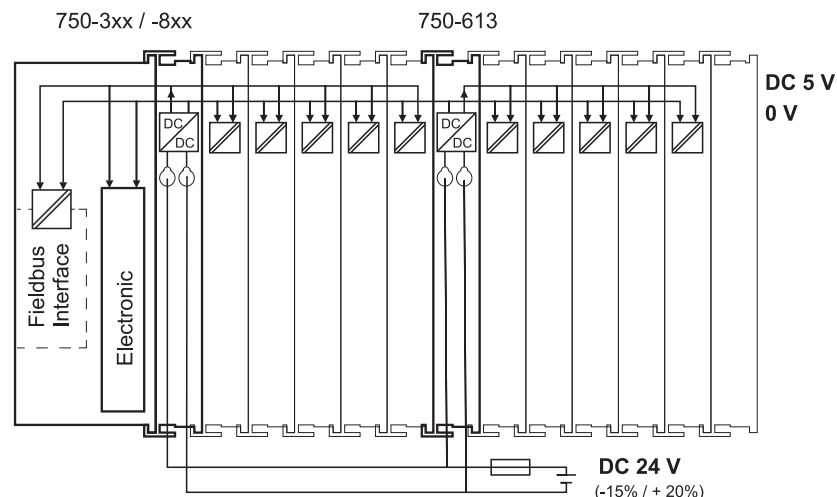 750-3xx / -8xx
750-613
DC 5 V
0 V
DC
DC
DC
DC
Fieldbus
Interface
Electronic
DC 24 V
(-15% / + 20%)